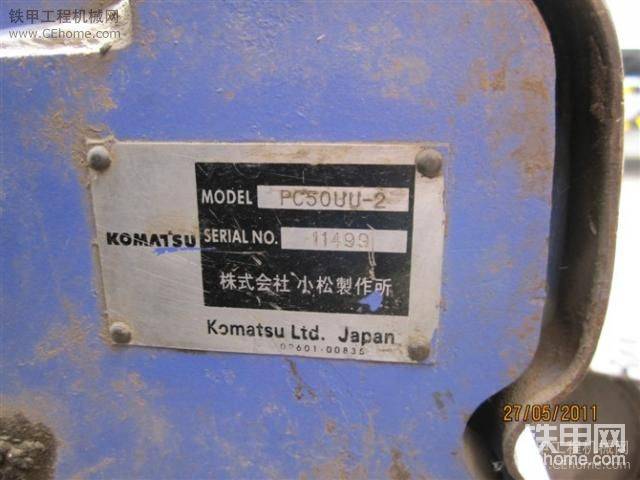 铁甲工程机械网
www.CEhome.com
MODEL PC50UU-2
KOMATSU
SERIAL NO. 11499
株式会社 小松製作所
Komatsu Ltd. Japan
09601-00835
27/05/2011
铁甲网
cehome.com